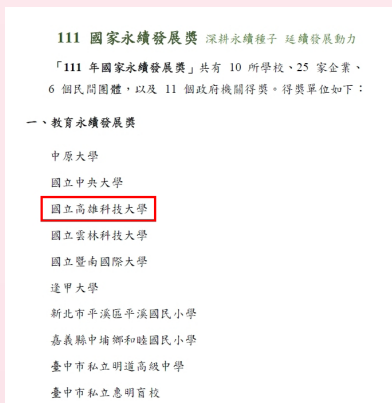 111 國家永續發展獎 深耕永續種子 延續發展動力
「111 年國家永續發展獎」共有 10 所學校、25 家企業、
6 個民間團體，以及 11 個政府機關得獎。得獎單位如下：
一、教育永續發展獎
中原大學
國立中央大學
國立高雄科技大學
國立雲林科技大學
國立暨南國際大學
逢甲大學
新北市平溪區平溪國民小學
嘉義縣中埔鄉和睦國民小學
臺中市私立明道高級中學
臺中市私立惠明盲校